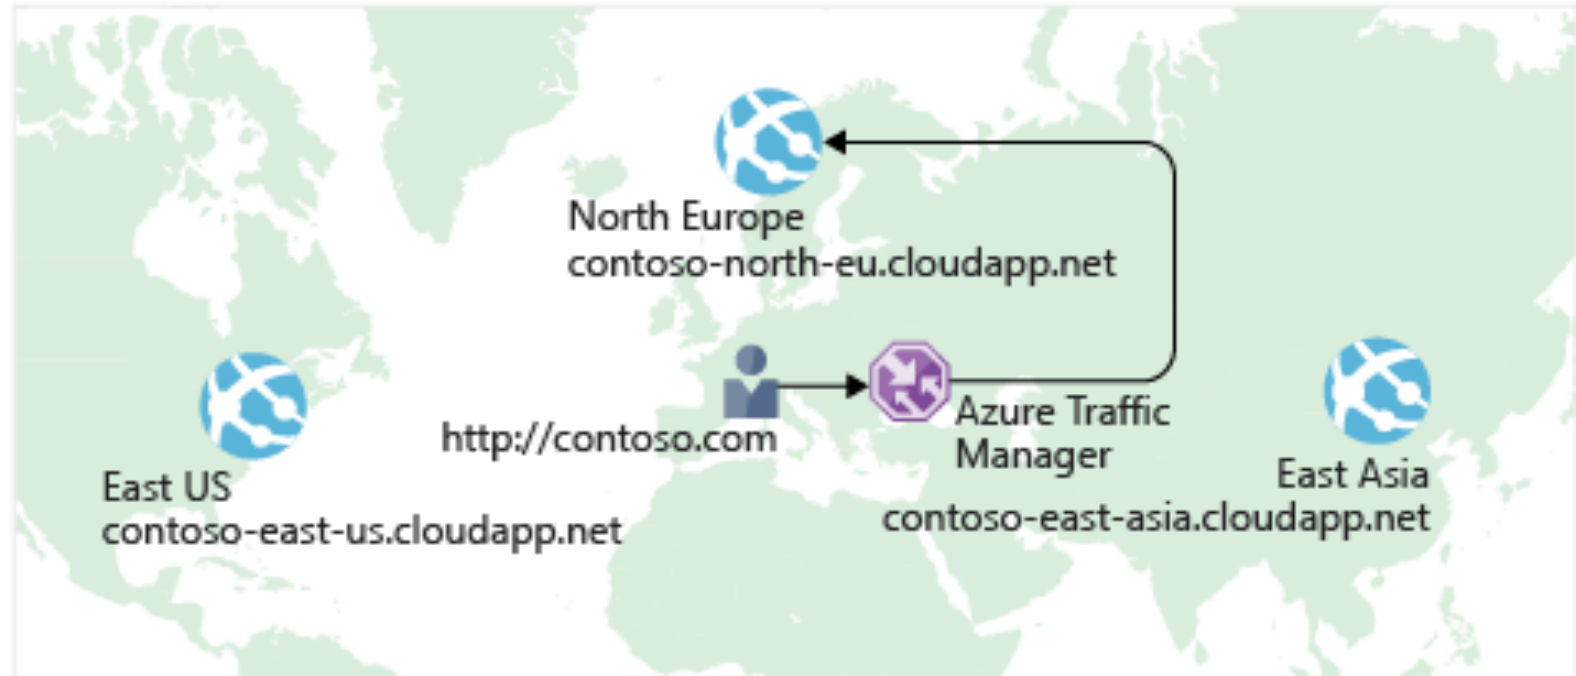 North Europe
contoso-north-eu.cloudapp.net
http://contoso.com
Azure Traffic
Manager
East US
contoso-east-us.cloudapp.net
East Asia
contoso-east-asia.cloudapp.net